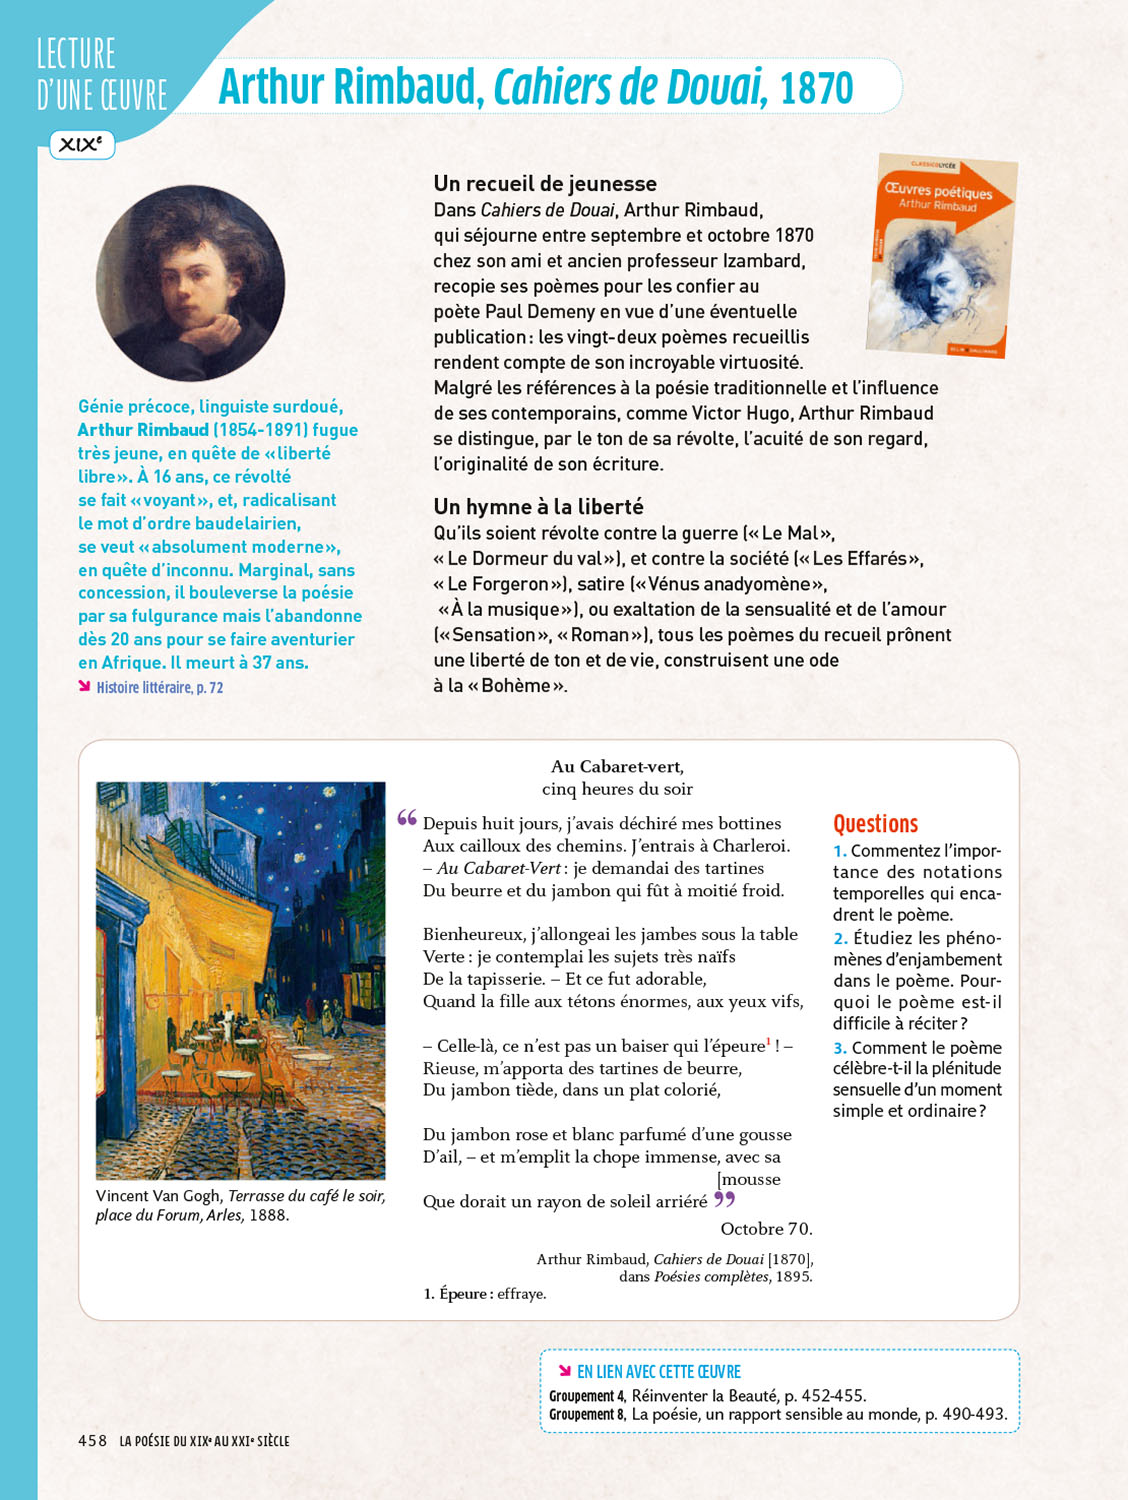 LECTURE
D'UNE ŒUVRE
XIXe
Arthur Rimbaud, Cahiers de Douai, 1870
Génie précoce, linguiste surdoué,
Arthur Rimbaud (1854-1891) fugue
très jeune, en quête de « liberté
libre ». À 16 ans, ce révolté
se fait « voyant », et, radicalisant
le mot d'ordre baudelairien,
se veut « absolument moderne »,
en quête d'inconnu. Marginal, sans
concession, il bouleverse la poésie
par sa fulgurance mais l'abandonne
dès 20 ans pour se faire aventurier
en Afrique. Il meurt à 37 ans.
Histoire littéraire, p. 72
Un recueil de jeunesse
Dans Cahiers de Douai, Arthur Rimbaud,
qui séjourne entre septembre et octobre 1870
chez son ami et ancien professeur Izambard,
recopie ses poèmes pour les confier au
poète Paul Demeny en vue d'une éventuelle
publication : les vingt-deux poèmes recueillis
rendent compte de son incroyable virtuosité.
Malgré les références à la poésie traditionnelle et l'influence
de ses contemporains, comme Victor Hugo, Arthur Rimbaud
se distingue, par le ton de sa révolte, l'acuité de son regard,
l'originalité de son écriture.
CLASSICOLYCÉE
Œuvres poétiques
Arthur Rimbaud
BELIN GALLIMARD
Un hymne à la liberté
Qu'ils soient révolte contre la guerre (« Le Mal »,
« Le Dormeur du val »), et contre la société (« Les Effarés »,
« Le Forgeron »), satire (« Vénus anadyomène »,
« À la musique »), ou exaltation de la sensualité et de l'amour
(« Sensation », « Roman »), tous les poèmes du recueil prônent
une liberté de ton et de vie, construisent une ode
à la « Bohème ».
Vincent Van Gogh, Terrasse du café le soir,
place du Forum, Arles, 1888.
Au Cabaret-vert,
cinq heures du soir
“ Depuis huit jours, j'avais déchiré mes bottines
Aux cailloux des chemins. J'entrais à Charleroi.
– Au Cabaret-Vert : je demandai des tartines
Du beurre et du jambon qui fût à moitié froid.
Bienheureux, j'allongeai les jambes sous la table
Verte : je contemplai les sujets très naïfs
De la tapisserie. – Et ce fut adorable,
Quand la fille aux tétons énormes, aux yeux vifs,
– Celle-là, ce n'est pas un baiser qui l'épeure1 ! –
Rieuse, m'apporta des tartines de beurre,
Du jambon tiède, dans un plat colorié,
Du jambon rose et blanc parfumé d'une gousse
D'ail, – et m'emplit la chope immense, avec sa
[mousse
Que dorait un rayon de soleil arriéré ”
Octobre 70.
Arthur Rimbaud, Cahiers de Douai [1870],
dans Poésies complètes, 1895.
1. Épeure : effraye.
Questions
1. Commentez l'impor-
tance des notations
temporelles qui enca-
drent le poème.
2. Étudiez les phéno-
mènes d'enjambement
dans le poème. Pour-
quoi le poème est-il
difficile à réciter ?
3. Comment le poème
célèbre-t-il la plénitude
sensuelle d'un moment
simple et ordinaire ?
EN LIEN AVEC CETTE ŒUVRE
Groupement 4, Réinventer la Beauté, p. 452-455.
Groupement 8, La poésie, un rapport sensible au monde, p. 490-493.
458 LA POÉSIE DU XIXe AU XXIe SIÈCLE